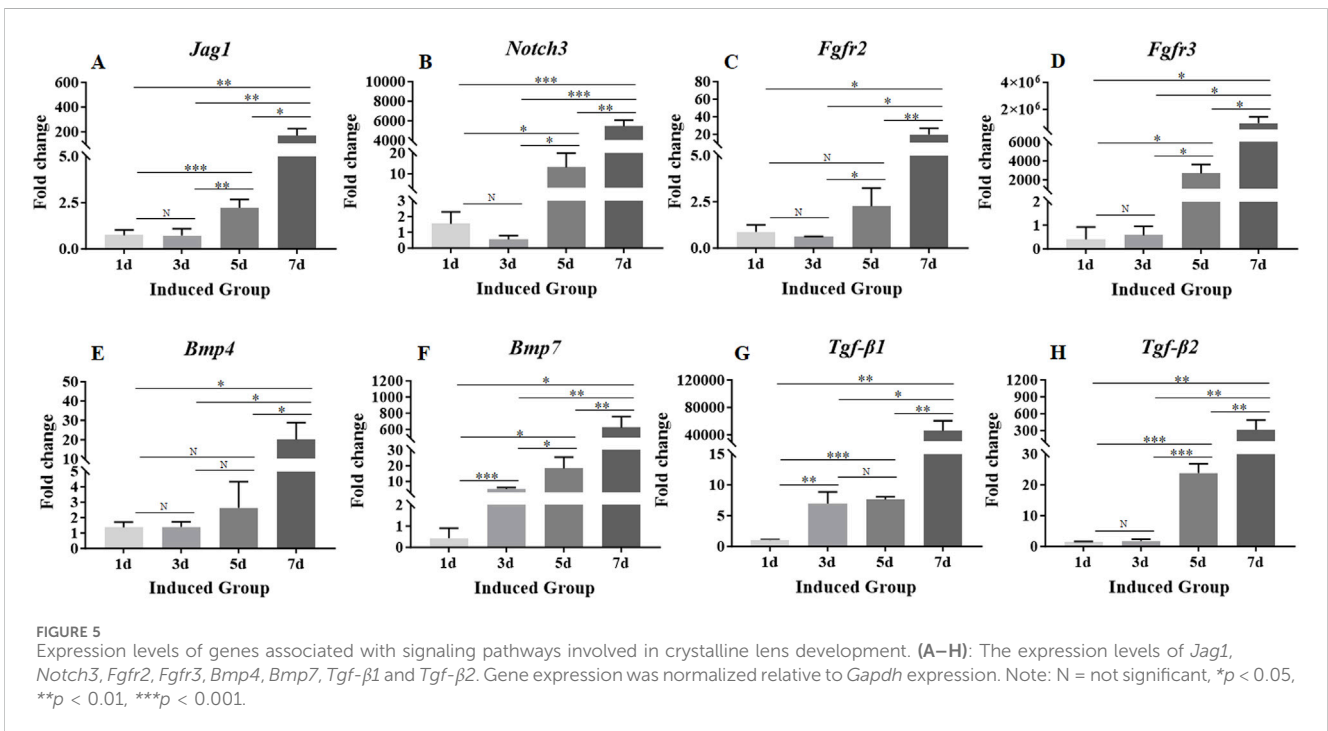 A
Jag1
Fold change
600
400
200
5.0
2.5
0.0
**
**
*
***
**
N
1d 3d 5d 7d
Induced Group
B
Notch3
Fold change
10000
8000
6000
4000
20
10
3
2
1
0
***
***
**
*
*
N
1d 3d 5d 7d
Induced Group
C
Fgfr2
Fold change
80
60
40
20
5.0
2.5
0.0
*
*
**
N
*
N
1d 3d 5d 7d
Induced Group
D
Fgfr3
Fold change
4×10⁶
2×10⁶
6000
4000
2000
2
1
0
*
*
*
*
*
N
1d 3d 5d 7d
Induced Group
E
Bmp4
Fold change
50
40
30
20
10
5
4
3
2
1
0
*
*
*
N
N
N
1d 3d 5d 7d
Induced Group
F
Bmp7
Fold change
1200
1000
800
600
30
20
10
2
1
0
*
**
**
*
*
***
1d 3d 5d 7d
Induced Group
G
Tgf-β1
Fold change
120000
80000
40000
15
10
5
0
**
*
**
***
N
**
1d 3d 5d 7d
Induced Group
H
Tgf-β2
Fold change
1200
900
600
300
30
20
10
0
**
**
**
***
***
N
1d 3d 5d 7d
Induced Group
FIGURE 5
Expression levels of genes associated with signaling pathways involved in crystalline lens development. (A–H): The expression levels of Jag1,
Notch3, Fgfr2, Fgfr3, Bmp4, Bmp7, Tgf-β1 and Tgf-β2. Gene expression was normalized relative to Gapdh expression. Note: N = not significant, *p < 0.05,
**p < 0.01, ***p < 0.001.